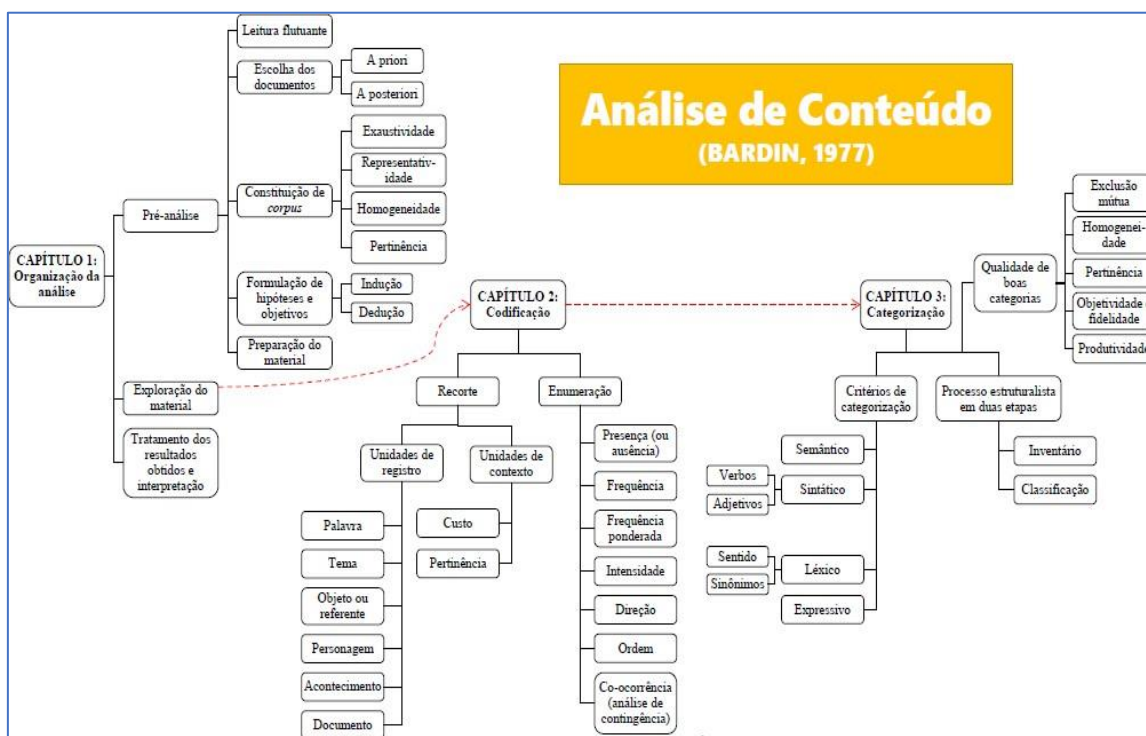 Análise de Conteúdo
(BARDIN, 1977)
CAPÍTULO 1:
Organização da
análise
Pré-análise
Leitura flutuante
Escolha dos
documentos
A priori
A posteriori
Constituição de
corpus
Exaustividade
Representativ-
idade
Homogeneidade
Pertinência
Formulação de
hipóteses e
objetivos
Indução
Dedução
Preparação do
material
Exploração do
material
Tratamento dos
resultados
obtidos e
interpretação
CAPÍTULO 2:
Codificação
Recorte
Unidades de
registro
Palavra
Tema
Objeto ou
referente
Personagem
Acontecimento
Documento
Unidades de
contexto
Custo
Pertinência
Enumeração
Presença (ou
ausência)
Frequência
Frequência
ponderada
Intensidade
Direção
Ordem
Co-ocorrência
(análise de
contingência)
CAPÍTULO 3:
Categorização
Critérios de
categorização
Semântico
Sintático
Verbos
Adjetivos
Léxico
Sentido
Sinônimos
Expressivo
Processo estruturalista
em duas etapas
Inventário
Classificação
Qualidade de
boas
categorias
Exclusão
mútua
Homogenei-
dade
Pertinência
Objetividade e
fidelidade
Produtividade